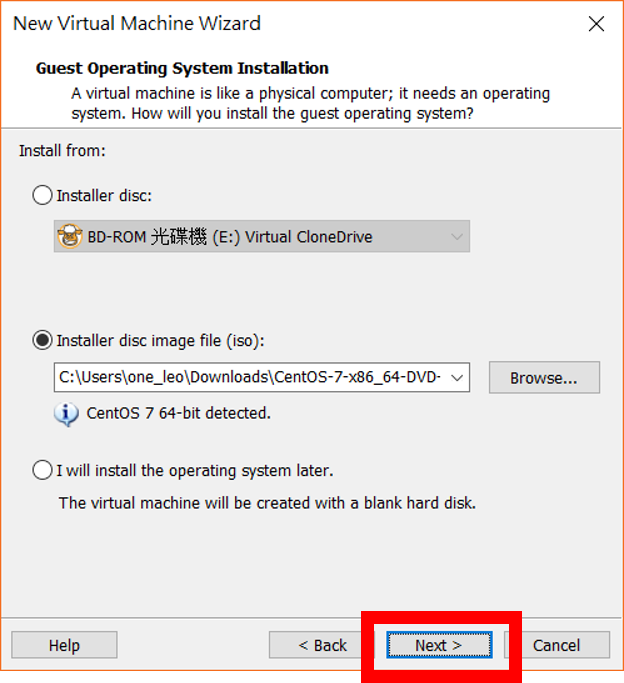 New Virtual Machine Wizard
Guest Operating System Installation
A virtual machine is like a physical computer; it needs an operating
system. How will you install the guest operating system?
Install from:
Installer disc:
BD-ROM 光碟機 (E:) Virtual CloneDrive
Installer disc image file (iso):
C:\Users\one_leo\Downloads\CentOS-7-x86_64-DVD-
Browse...
CentOS 7 64-bit detected.
I will install the operating system later.
The virtual machine will be created with a blank hard disk.
Help
< Back
Next >
Cancel